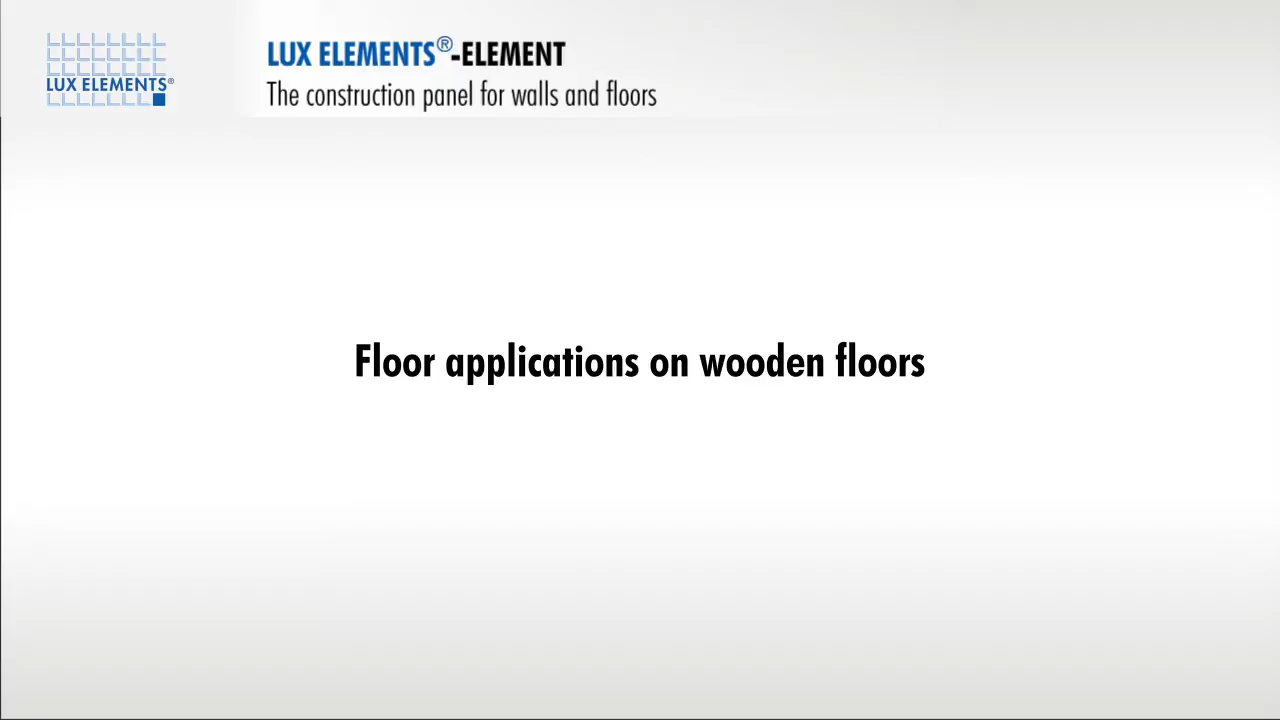 LUX ELEMENTS®
LUX ELEMENTS®-ELEMENT
The construction panel for walls and floors
Floor applications on wooden floors